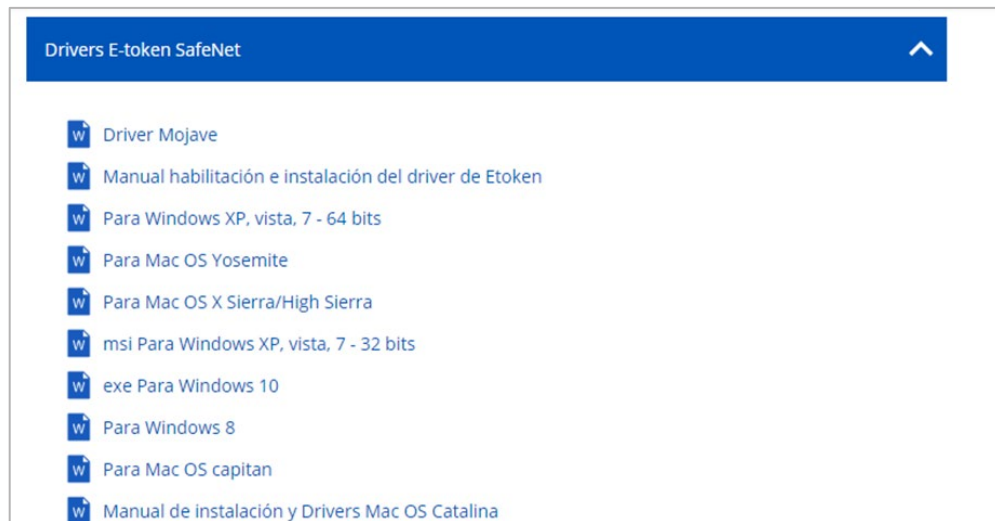 Drivers E-token SafeNet
W Driver Mojave
W Manual habilitación e instalación del driver de Etoken
W Para Windows XP, vista, 7 - 64 bits
W Para Mac OS Yosemite
W Para Mac OS X Sierra/High Sierra
W msi Para Windows XP, vista, 7 - 32 bits
W exe Para Windows 10
W Para Windows 8
W Para Mac OS capitan
W Manual de instalación y Drivers Mac OS Catalina